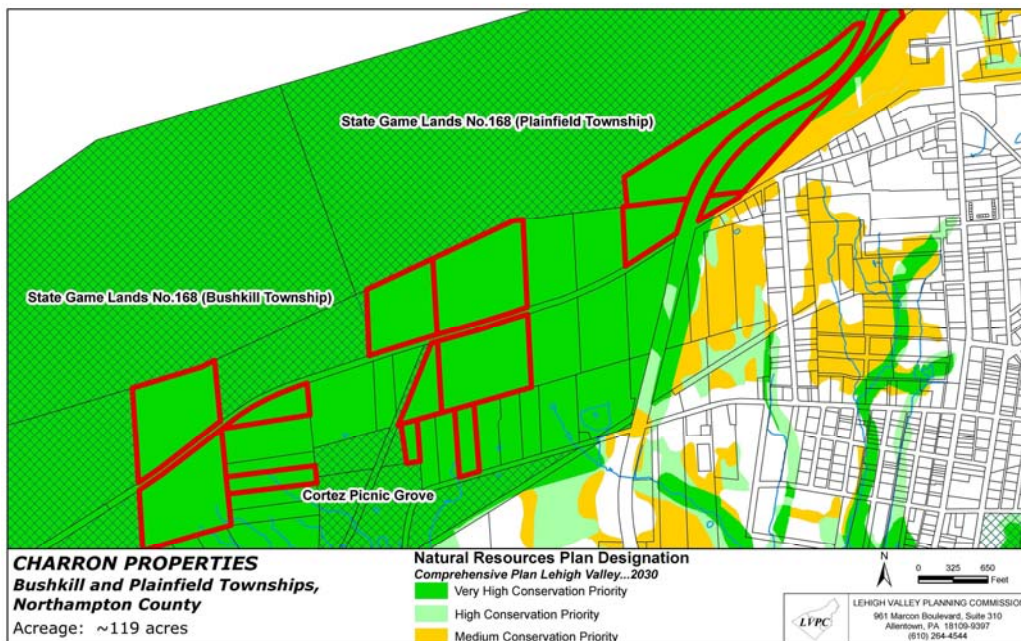 State Game Lands No.168 (Plainfield Township)
State Game Lands No.168 (Bushkill Township)
Cortez Picnic Grove
CHARRON PROPERTIES
Bushkill and Plainfield Townships,
Northampton County
Acreage: ~119 acres
Natural Resources Plan Designation
Comprehensive Plan Lehigh Valley...2030
Very High Conservation Priority
High Conservation Priority
Medium Conservation Priority
N
0 325 650
Feet
LVPC
LEHIGH VALLEY PLANNING COMMISSION
961 Marcon Boulevard, Suite 310
Allentown, PA 18109-9397
(610) 264-4544